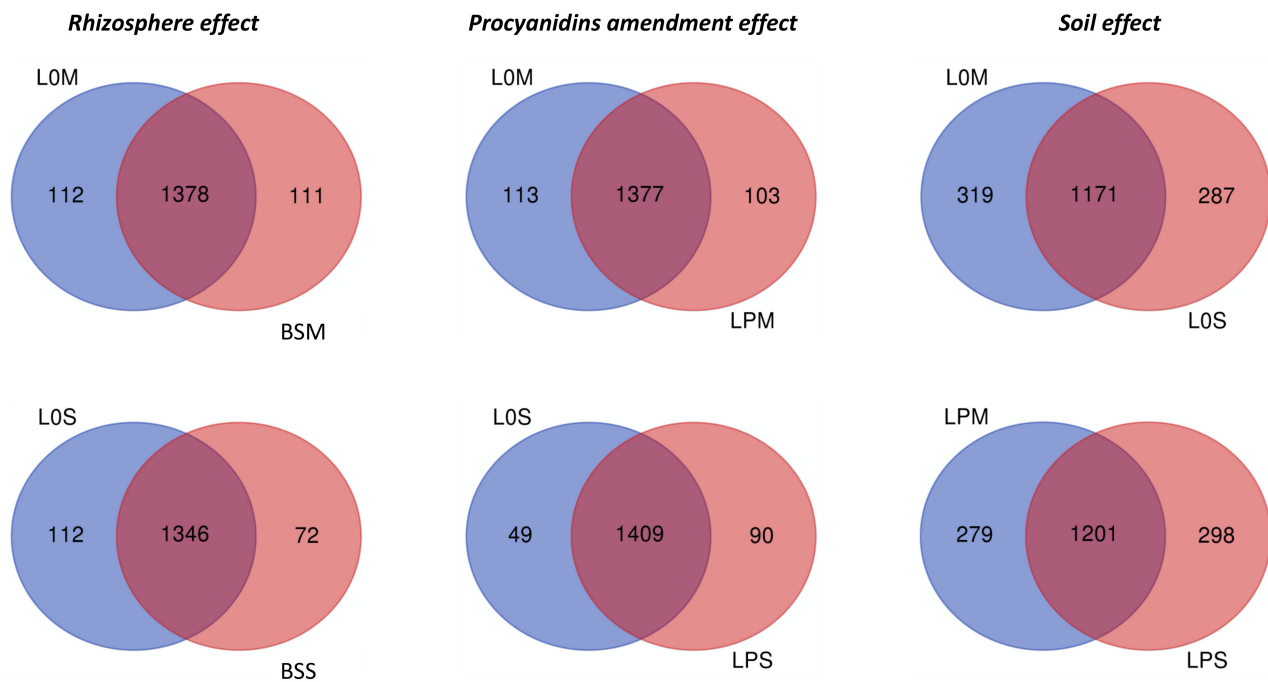 Rhizosphere effect
Procyanidins amendment effect
Soil effect
L0M
112
1378
111
BSM
L0M
113
1377
103
LPM
L0M
319
1171
287
L0S
L0S
112
1346
72
BSS
L0S
49
1409
90
LPS
LPM
279
1201
298
LPS